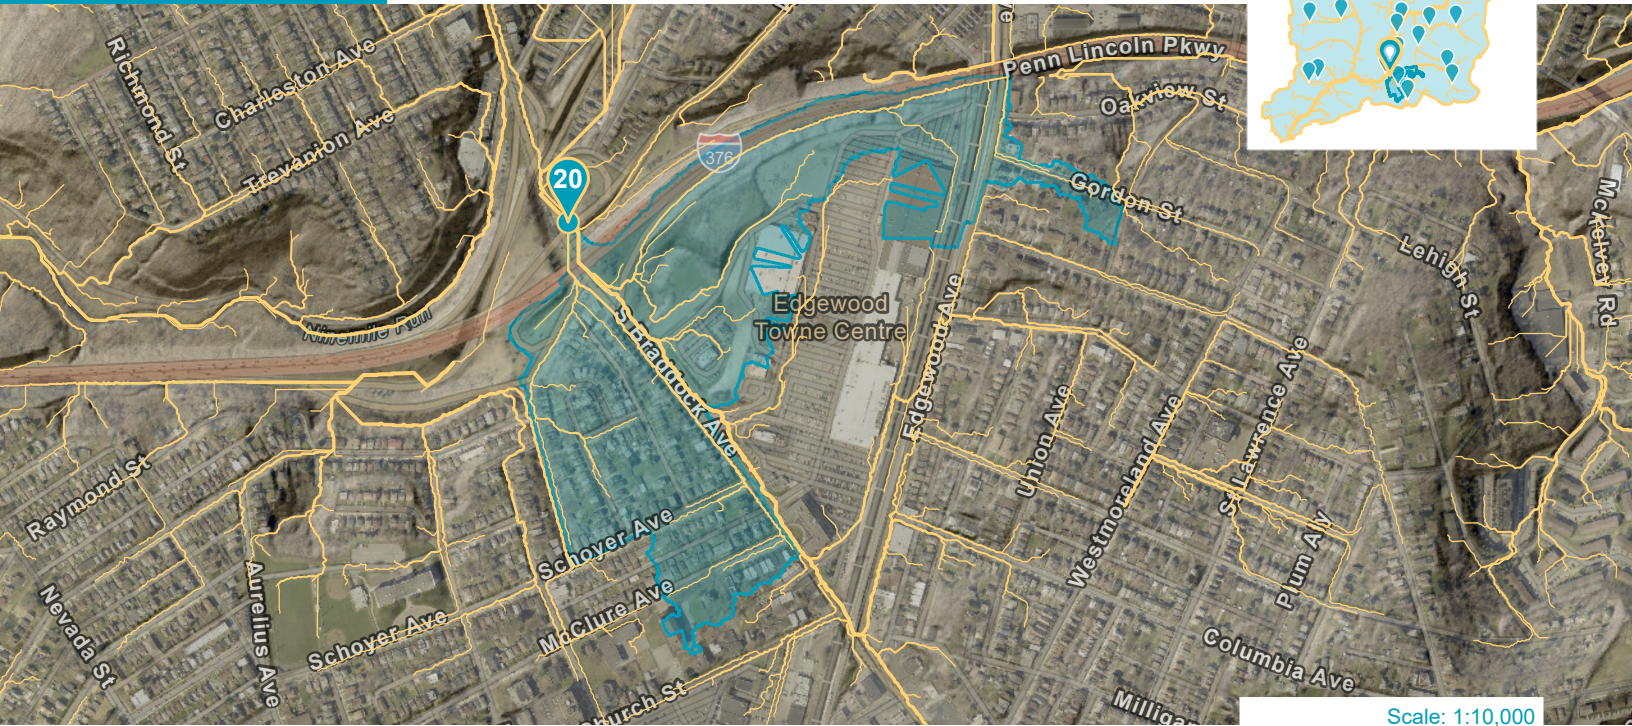 Penn Lincoln Pkwy
Richmond St
Charleston Ave
Oakview St
Trevanion Ave
376
20
Gordon St
McKelvey Rd
Lehigh St
Ninemile Run
Edgewood
Towne Centre
S Braddock Ave
Edgewood Ave
Union Ave
Westmoreland Ave
St Lawrence Ave
Raymond St
Schoyer Ave
Plum Aly
Nevada St
Aurelius Ave
McClure Ave
Schoyer Ave
Columbia Ave
Church St
Scale: 1:10,000